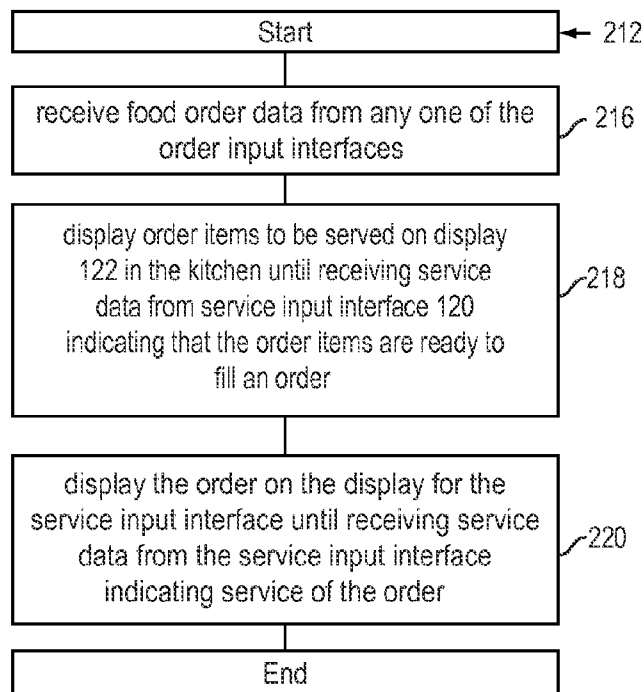 Start
212
receive food order data from any one of the
order input interfaces
216
display order items to be served on display
122 in the kitchen until receiving service
data from service input interface 120
indicating that the order items are ready to
fill an order
218
display the order on the display for the
service input interface until receiving service
data from the service input interface
indicating service of the order
220
End